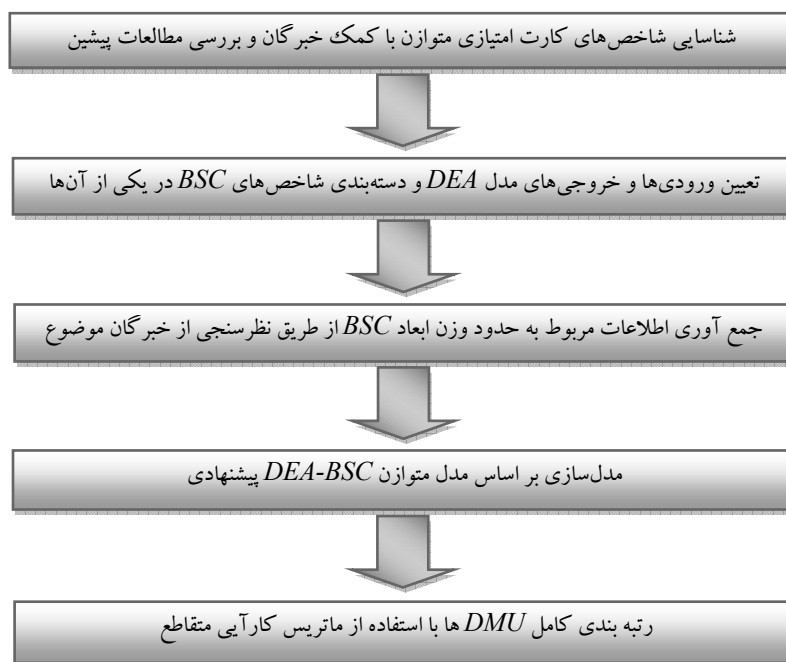 شناسایی شاخص‌های کارت امتیازی متوازن با کمک خبرگان و بررسی مطالعات پیشین
تعیین ورودی‌ها و خروجی‌های مدل DEA و دسته‌بندی شاخص‌های BSC در یکی از آن‌ها
جمع آوری اطلاعات مربوط به حدود وزن ابعاد BSC از طریق نظرسنجی از خبرگان موضوع
مدل‌سازی بر اساس مدل متوازن DEA-BSC پیشنهادی
رتبه بندی کامل DMU ها با استفاده از ماتریس کارآیی متقاطع